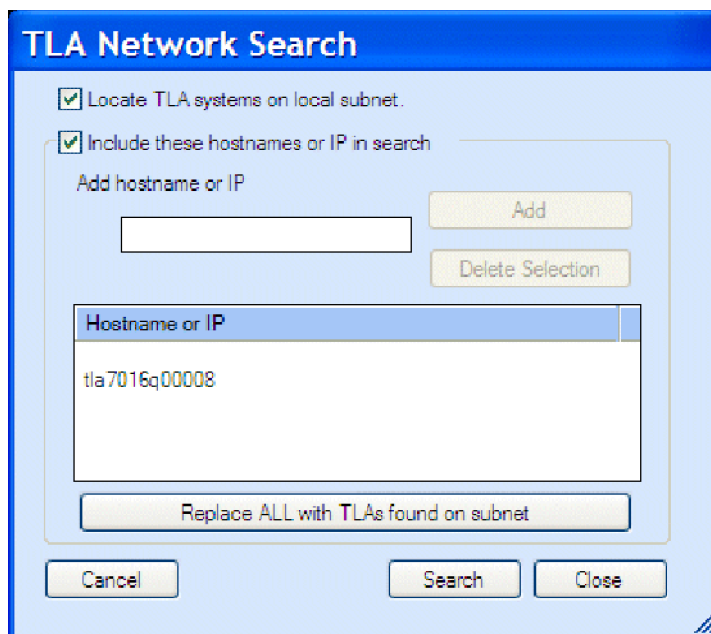 TLA Network Search
Locate TLA systems on local subnet.
Include these hostnames or IP in search
Add hostname or IP
Add
Delete Selection
Hostname or IP
tla7016q00008
Replace ALL with TLAs found on subnet
Cancel
Search
Close